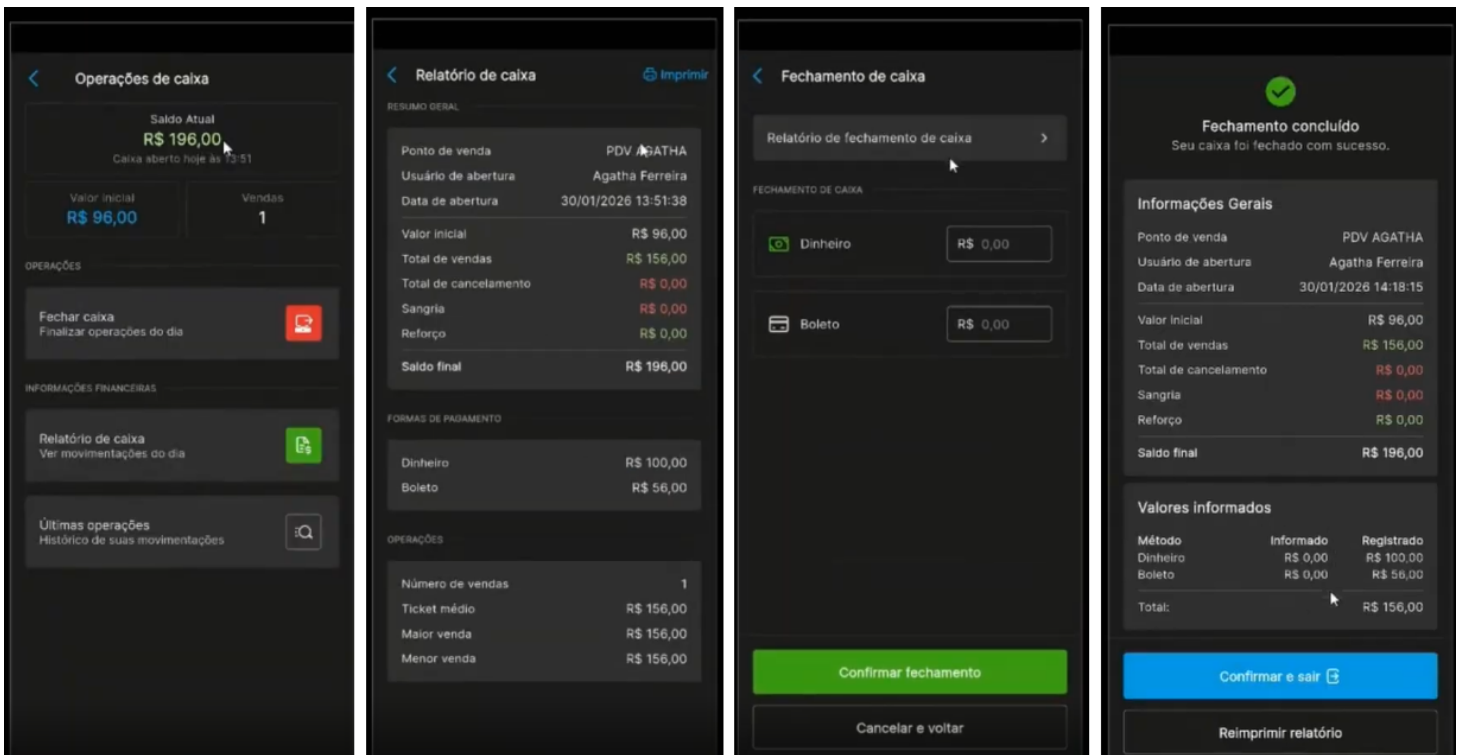 Operações de caixa
Saldo Atual
R$ 196,00
Caixa aberto hoje às 13:51
Valor inicial
R$ 96,00
Vendas
1
OPERAÇÕES
Fechar caixa
Finalizar operações do dia
INFORMAÇÕES FINANCEIRAS
Relatório de caixa
Ver movimentações do dia
Últimas operações
Histórico de suas movimentações
Relatório de caixa
Imprimir
RESUMO GERAL
Ponto de venda PDV AGATHA
Usuário de abertura Agatha Ferreira
Data de abertura 30/01/2026 13:51:38
Valor inicial R$ 96,00
Total de vendas R$ 156,00
Total de cancelamento R$ 0,00
Sangria R$ 0,00
Reforço R$ 0,00
Saldo final R$ 196,00
FORMAS DE PAGAMENTO
Dinheiro R$ 100,00
Boleto R$ 56,00
OPERAÇÕES
Número de vendas 1
Ticket médio R$ 156,00
Maior venda R$ 156,00
Menor venda R$ 156,00
Fechamento de caixa
Relatório de fechamento de caixa
FECHAMENTO DE CAIXA
Dinheiro R$ 0,00
Boleto R$ 0,00
Confirmar fechamento
Cancelar e voltar
Fechamento concluído
Seu caixa foi fechado com sucesso.
Informações Gerais
Ponto de venda PDV AGATHA
Usuário de abertura Agatha Ferreira
Data de abertura 30/01/2026 14:18:15
Valor inicial R$ 96,00
Total de vendas R$ 156,00
Total de cancelamento R$ 0,00
Sangria R$ 0,00
Reforço R$ 0,00
Saldo final R$ 196,00
Valores informados
Método Informado Registrado
Dinheiro R$ 0,00 R$ 100,00
Boleto R$ 0,00 R$ 56,00
Total: R$ 156,00
Confirmar e sair
Reimprimir relatório